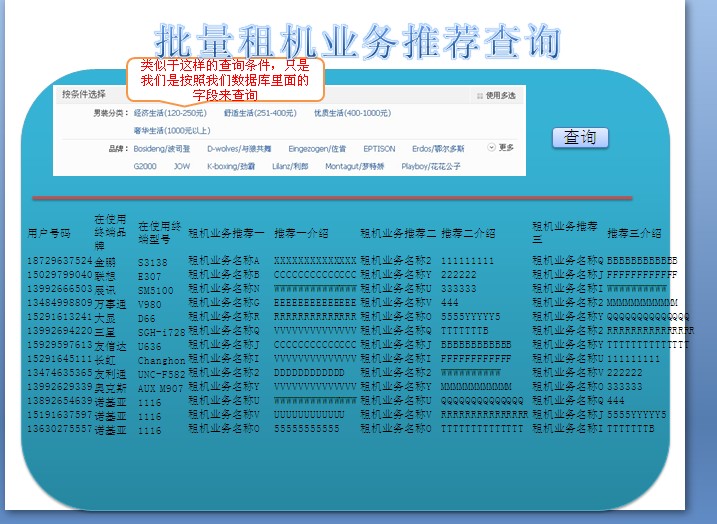 批量租机业务推荐查询
类似于这样的查询条件，只是
我们是按照我们数据库里面的
字段来查询
按条件选择 使用多选
男装分类： 经济生活(120-250元) 舒适生活(251-400元) 优质生活(400-1000元)
奢华生活(1000元以上)
品牌： Bosideng/波司登 D-wolves/与狼共舞 Eingezogen/佐肯 EPTISON Erdos/鄂尔多斯 更多
G2000 JOW K-boxing/劲霸 Lilanz/利郎 Montagut/梦特娇 Playboy/花花公子
查询
用户号码 在使用终端品牌 在使用终端型号 租机业务推荐一 推荐一介绍 租机业务推荐二 推荐二介绍 租机业务推荐三 推荐三介绍
18729637524 金鹏 S3138 租机业务名称A XXXXXXXXXXXXXX 租机业务名称2 111111111 租机业务名称Q BBBBBBBBBBBB
15029799040 联想 E307 租机业务名称B CCCCCCCCCCCCCC 租机业务名称Y 222222 租机业务名称J FFFFFFFFFFFF
13992666503 辰讯 SM5100 租机业务名称N 租机业务名称U 333333 租机业务名称I
13484998809 万事通 V980 租机业务名称G EEEEEEEEEEEEEE 租机业务名称V 444 租机业务名称2 MMMMMMMMMMMM
15291613241 大显 D66 租机业务名称R RRRRRRRRRRRRRR 租机业务名称O 5555YYYYY5 租机业务名称Y QQQQQQQQQQQQQQ
13992694220 三星 SGH-i728 租机业务名称Q VVVVVVVVVVVVVV 租机业务名称Q TTTTTTTB 租机业务名称2 RRRRRRRRRRRRRRR
15929597613 友信达 U636 租机业务名称J CCCCCCCCCCCCCC 租机业务名称J BBBBBBBBBBBB 租机业务名称Y TTTTTTTTTTTTTT
15291645111 长虹 Changhon 租机业务名称I VVVVVVVVVVVVVV 租机业务名称I FFFFFFFFFFFF 租机业务名称U 111111111
13474635365 友利通 UNC-F582 租机业务名称2 DDDDDDDDDDDD 租机业务名称2 租机业务名称V 222222
13992629339 奥克斯 AUX M907 租机业务名称Y VVVVVVVVVVVVVV 租机业务名称Y MMMMMMMMMMMM 租机业务名称O 333333
13892654639 诺基亚 1116 租机业务名称U 租机业务名称U QQQQQQQQQQQQQQ 租机业务名称Q 444
15191637597 诺基亚 1116 租机业务名称V UUUUUUUUUUUU 租机业务名称V RRRRRRRRRRRRRRR 租机业务名称J 5555YYYYY5
13630275557 诺基亚 1116 租机业务名称O 55555555555 租机业务名称O TTTTTTTTTTTTTT 租机业务名称I TTTTTTTB